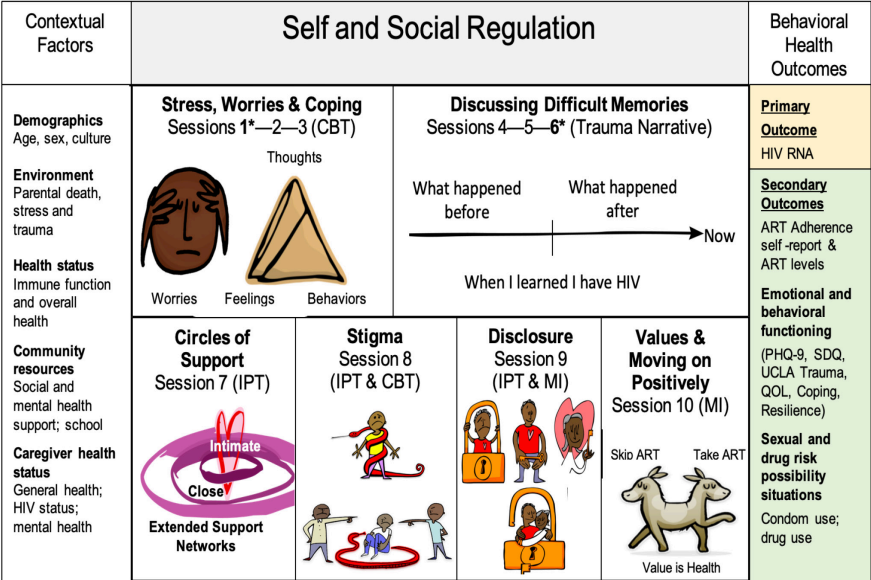 Contextual
Factors
Self and Social Regulation
Behavioral
Health
Outcomes
Demographics
Age, sex, culture
Environment
Parental death,
stress and
trauma
Health status
Immune function
and overall
health
Community
resources
Social and
mental health
support; school
Caregiver health
status
General health;
HIV status;
mental health
Stress, Worries & Coping
Sessions 1*—2—3 (CBT)
Thoughts
Worries
Feelings
Behaviors
Discussing Difficult Memories
Sessions 4—5—6* (Trauma Narrative)
What happened
before
What happened
after
Now
When I learned I have HIV
Circles of
Support
Session 7 (IPT)
Intimate
Close
Extended Support
Networks
Stigma
Session 8
(IPT & CBT)
Disclosure
Session 9
(IPT & MI)
Values &
Moving on
Positively
Session 10 (MI)
Skio ART
Take ART
Value is Health
Primary
Outcome
HIV RNA
Secondary
Outcomes
ART Adherence
self -report &
ART levels
Emotional and
behavioral
functioning
(PHQ-9, SDQ,
UCLA Trauma,
QOL, Coping,
Resilience)
Sexual and
drug risk
possibility
situations
Condom use;
drug use